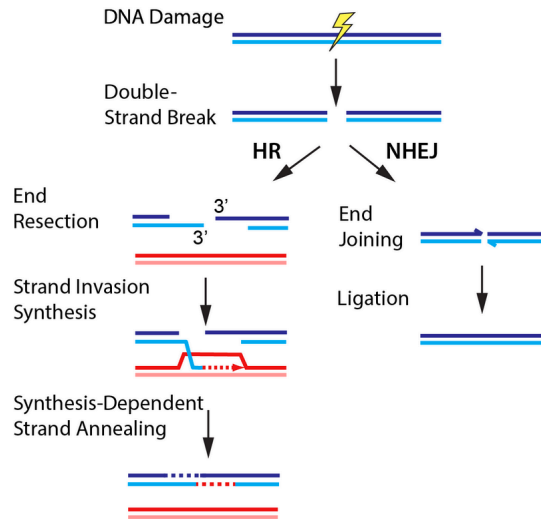 DNA Damage
Double-
Strand Break
HR
NHEJ
End
Resection
3’
3’
End
Joining
Strand Invasion
Synthesis
Ligation
Synthesis-Dependent
Strand Annealing